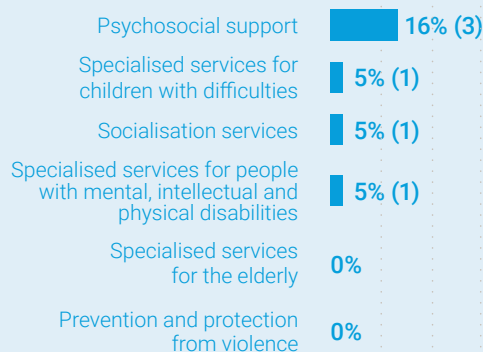 Psychosocial support 16% (3)
Specialised services for
children with difficulties 5% (1)
Socialisation services 5% (1)
Specialised services for people
with mental, intellectual and
physical disabilities 5% (1)
Specialised services
for the elderly 0%
Prevention and protection
from violence 0%